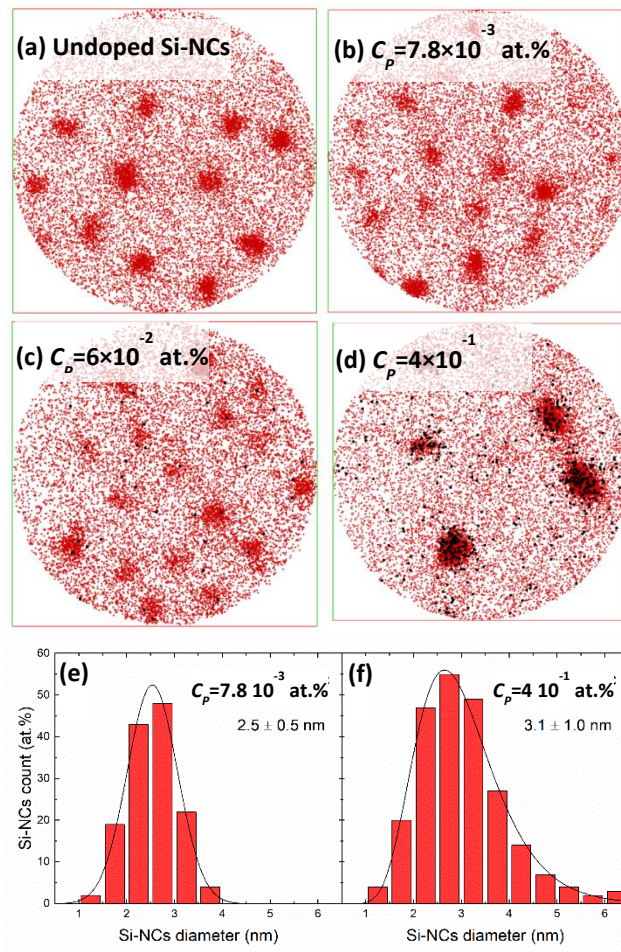 (a) Undoped Si-NCs
(b) C_P=7.8×10^-3 at.%
(c) C_P=6×10^-2 at.%
(d) C_P=4×10^-1
(e) C_P=7.8 10^-3 at.%
2.5 ± 0.5 nm
(f) C_P=4 10^-1 at.%
3.1 ± 1.0 nm
Si-NCs count (at.%)
60
50
40
30
20
10
0
1 2 3 4 5 6
1 2 3 4 5 6
Si-NCs diameter (nm)
Si-NCs diameter (nm)